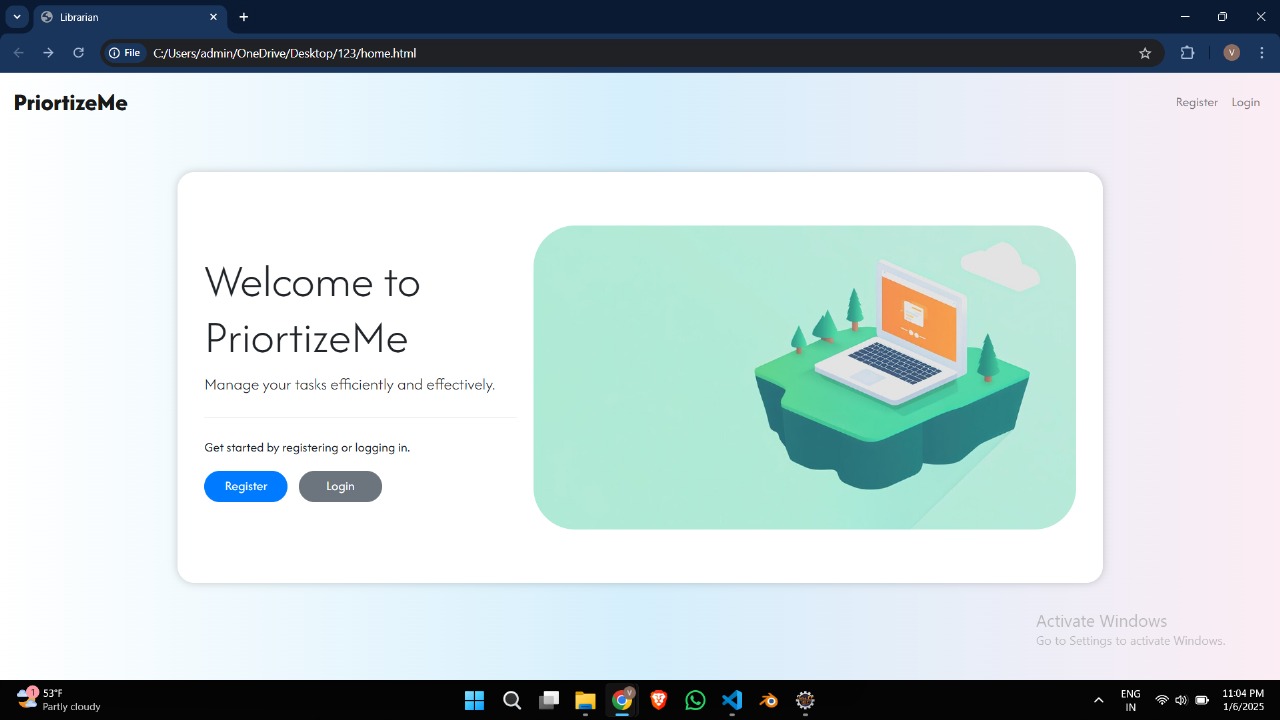 Librarian
File
C:/Users/admin/OneDrive/Desktop/123/home.html
V
PriortizeMe
Register
Login
Welcome to
PriortizeMe
Manage your tasks efficiently and effectively.
Get started by registering or logging in.
Register
Login
Activate Windows
Go to Settings to activate Windows.
1
53°F
Partly cloudy
V
ENG
IN
11:04 PM
1/6/2025